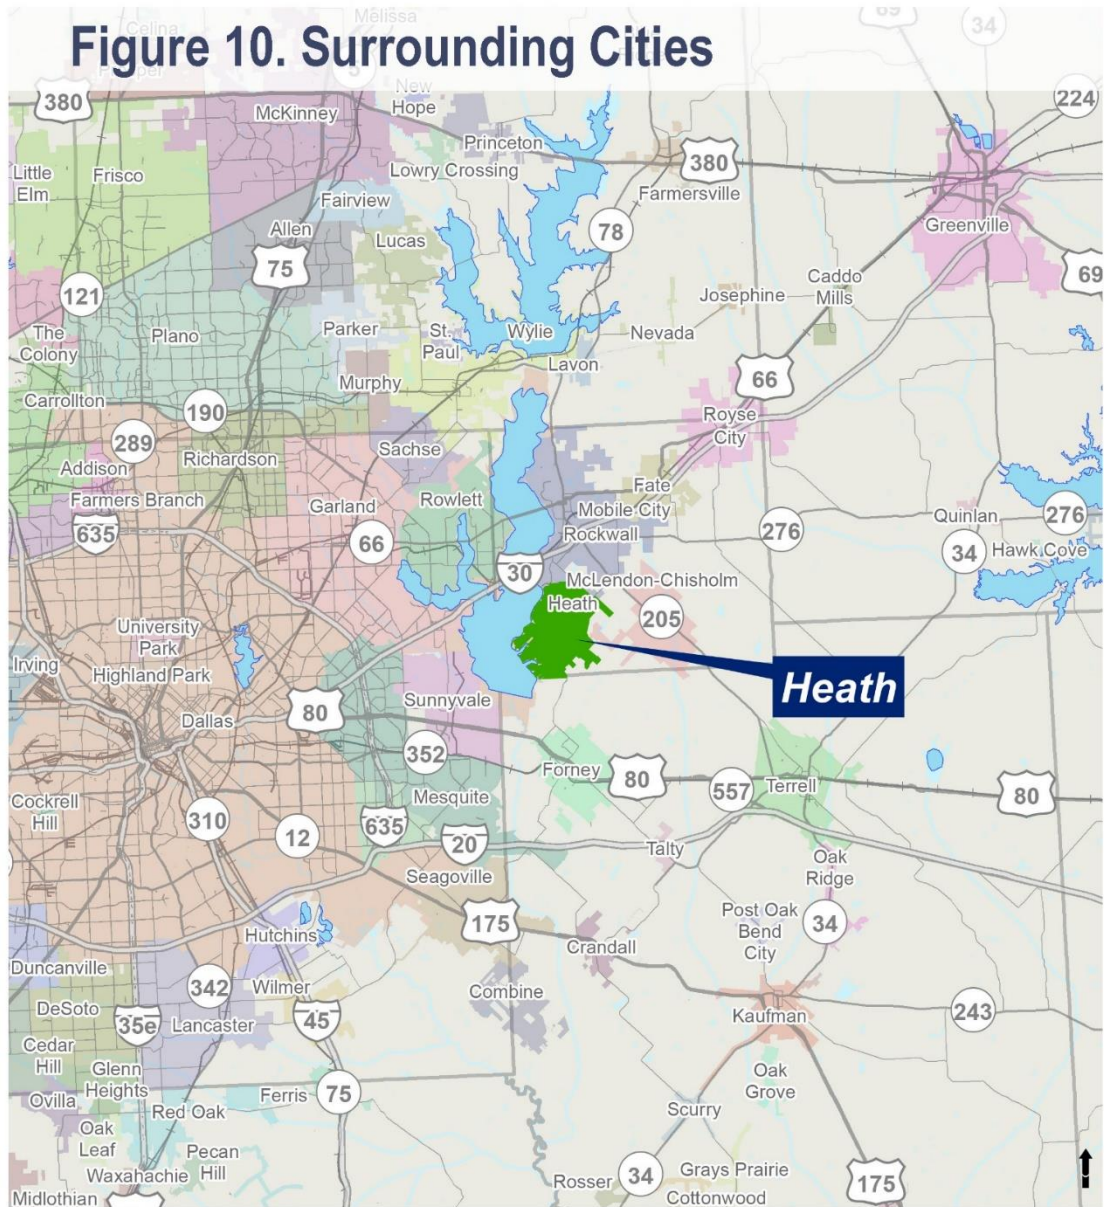 Figure 10. Surrounding Cities
Celina
Melissa
69
34
Prosper
5
380
McKinney
New
Hope
224
Princeton
Little
Elm
Frisco
Lowry Crossing
380
Farmersville
Fairview
Allen
Lucas
78
Greenville
75
69
121
Caddo
Mills
Josephine
The
Colony
Plano
Parker
St.
Paul
Wylie
Nevada
Lavon
66
Murphy
Carrollton
190
Royse
City
289
Sachse
Addison
Richardson
Farmers Branch
Garland
Rowlett
Fate
Mobile City
635
66
Rockwall
276
Quinlan
276
34
Hawk Cove
30
McLendon-Chisholm
Heath
205
University
Park
Irving
Highland Park
Heath
Sunnyvale
Dallas
80
352
Forney
80
557
Terrell
80
Cockrell
Hill
Mesquite
310
12
635
20
Talty
Seagoville
Oak
Ridge
175
Post Oak
Bend
City
34
Hutchins
Crandall
Duncanville
342
Wilmer
Combine
DeSoto
35e
Lancaster
45
Kaufman
243
Cedar
Hill
Glenn
Heights
Ferris
75
Oak
Grove
Ovilla
Red Oak
Scurry
Oak
Leaf
Pecan
Hill
Waxahachie
Rosser
34
Grays Prairie
175
Midlothian
Cottonwood